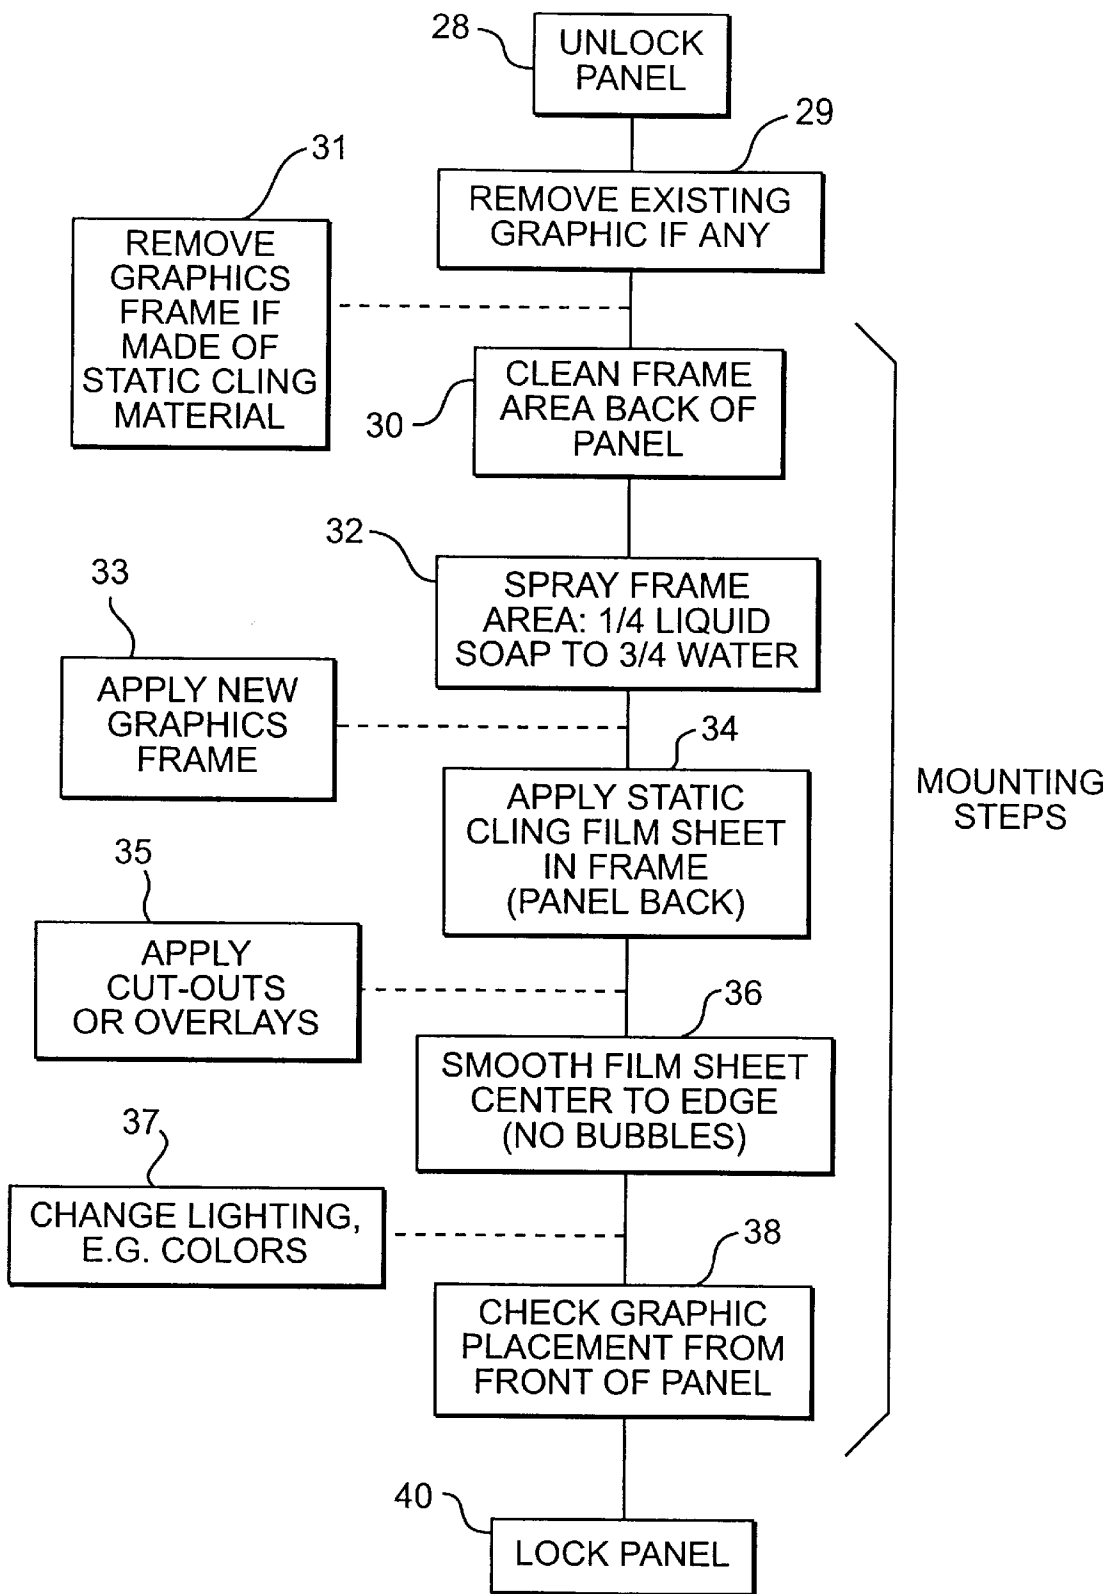 28
UNLOCK
PANEL
29
REMOVE EXISTING
GRAPHIC IF ANY
31
REMOVE
GRAPHICS
FRAME IF
MADE OF
STATIC CLING
MATERIAL
30
CLEAN FRAME
AREA BACK OF
PANEL
32
SPRAY FRAME
AREA: 1/4 LIQUID
SOAP TO 3/4 WATER
33
APPLY NEW
GRAPHICS
FRAME
34
APPLY STATIC
CLING FILM SHEET
IN FRAME
(PANEL BACK)
MOUNTING
STEPS
35
APPLY
CUT-OUTS
OR OVERLAYS
36
SMOOTH FILM SHEET
CENTER TO EDGE
(NO BUBBLES)
37
CHANGE LIGHTING,
E.G. COLORS
38
CHECK GRAPHIC
PLACEMENT FROM
FRONT OF PANEL
40
LOCK PANEL